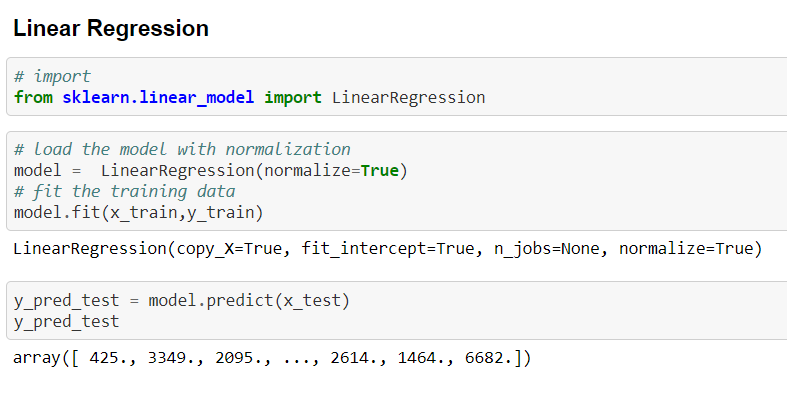 Linear Regression
# import
from sklearn.linear_model import LinearRegression
# load the model with normalization
model =  LinearRegression(normalize=True)
# fit the training data
model.fit(x_train,y_train)
LinearRegression(copy_X=True, fit_intercept=True, n_jobs=None, normalize=True)
y_pred_test = model.predict(x_test)
y_pred_test
array([ 425., 3349., 2095., ..., 2614., 1464., 6682.])